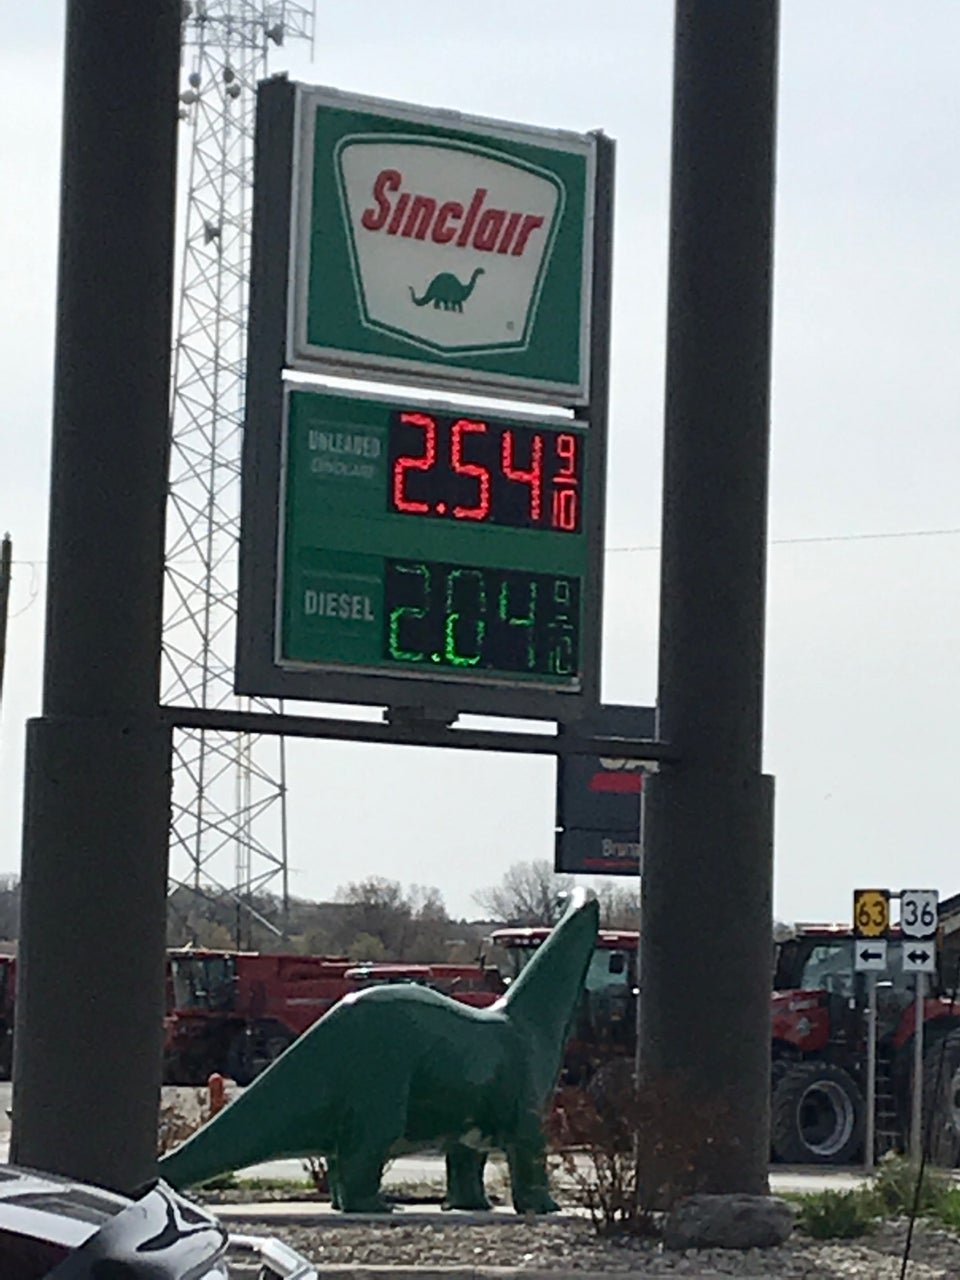 Sinclair
®
UNLEADED
2.54 9/10
DIESEL
2.04 9/10
63
36